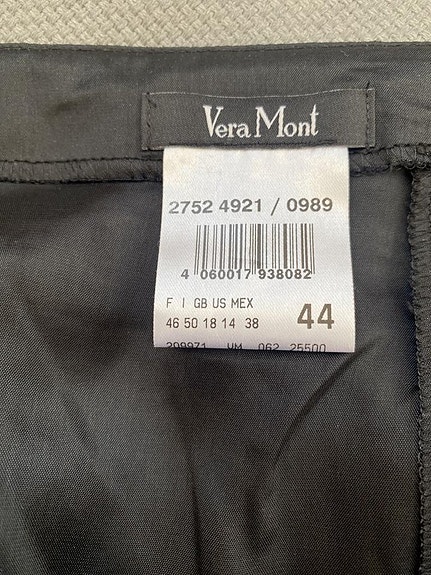 Vera Mont
2752 4921 / 0989
4 060017 938082
F I GB US MEX
46 50 18 14 38 44
209971 VM 062 25500